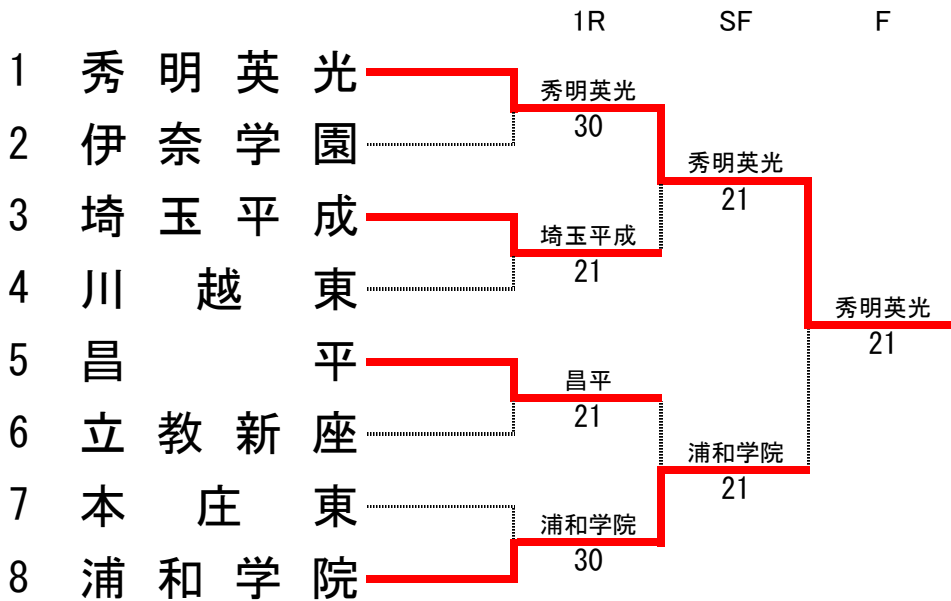 1R SF F
1 秀明英光
2 伊奈学園
3 埼玉平成
4 川越東
5 昌平
6 立教新座
7 本庄東
8 浦和学院
秀明英光
30
埼玉平成
21
昌平
21
浦和学院
30
秀明英光
21
浦和学院
21
秀明英光
21